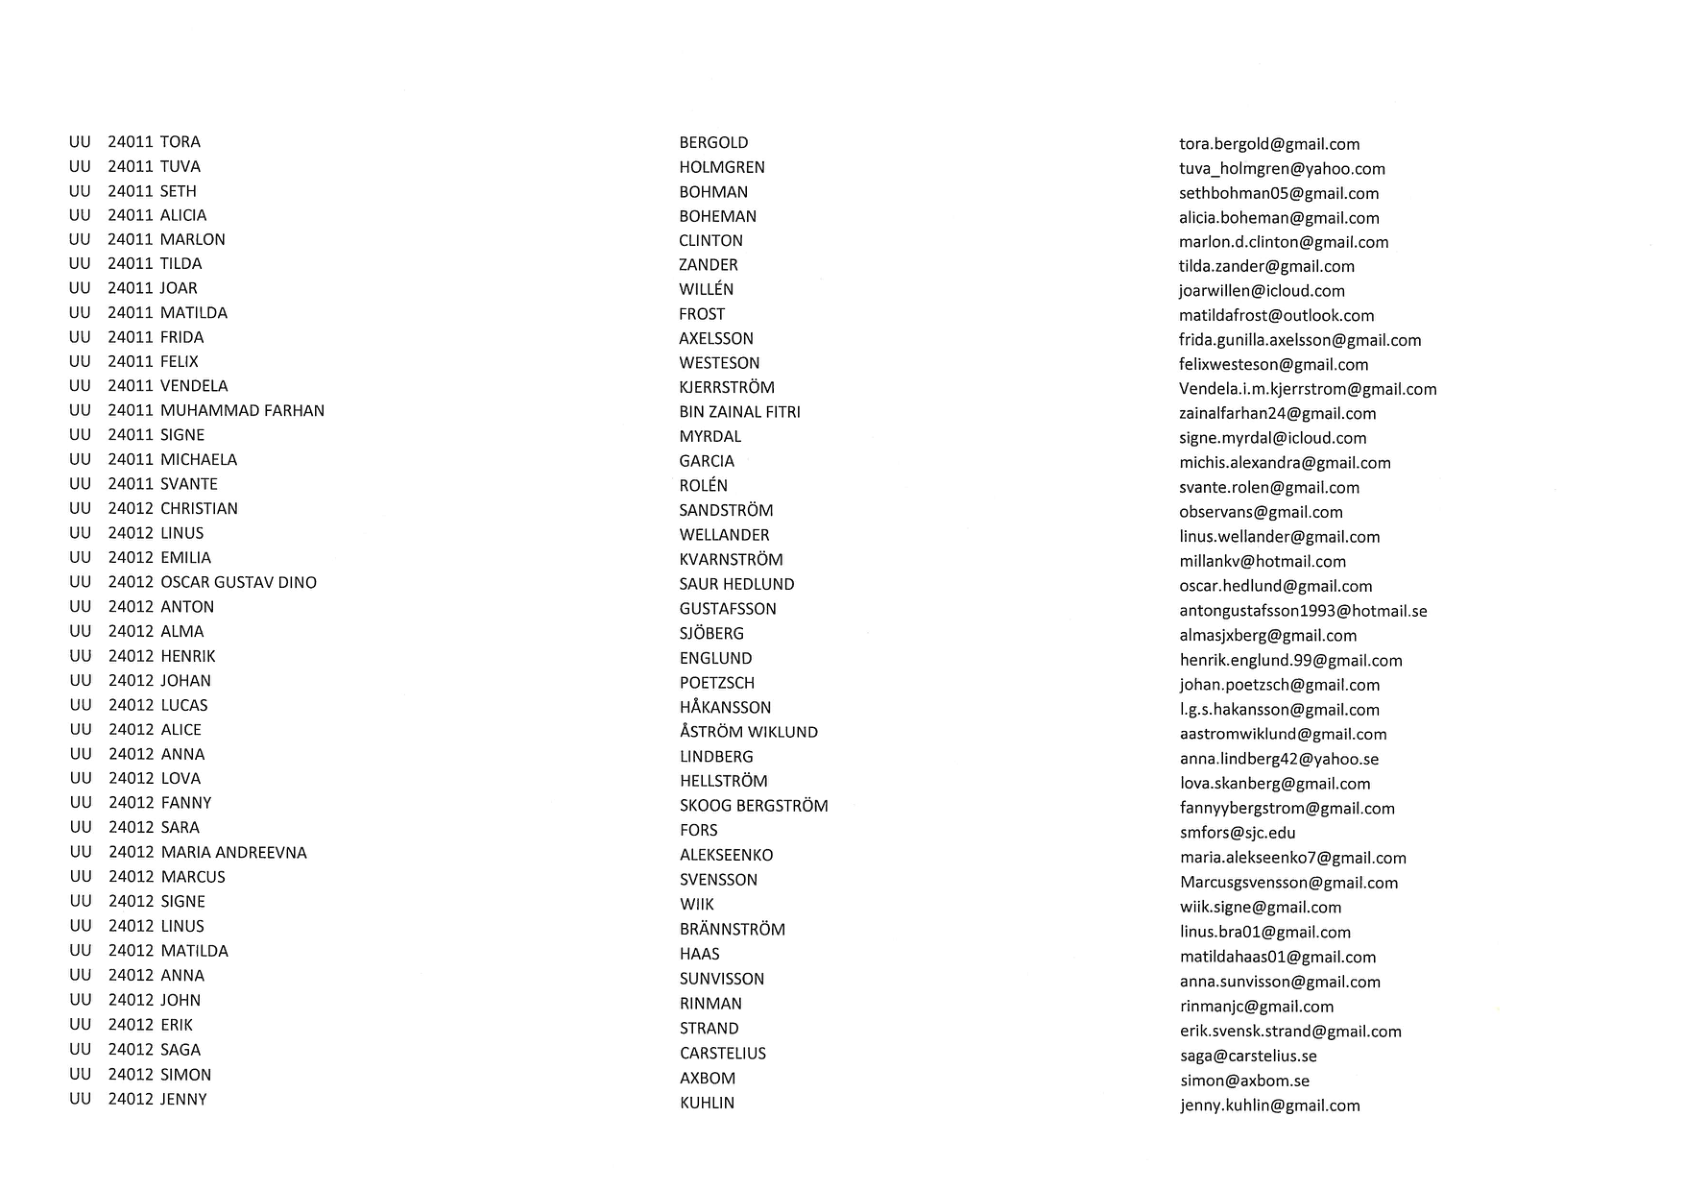 UU 24011 TORA BERGOLD tora.bergold@gmail.com
UU 24011 TUVA HOLMGREN tuva_holmgren@yahoo.com
UU 24011 SETH BOHMAN sethbohman05@gmail.com
UU 24011 ALICIA BOHEMAN alicia.boheman@gmail.com
UU 24011 MARLON CLINTON marlon.d.clinton@gmail.com
UU 24011 TILDA ZANDER tilda.zander@gmail.com
UU 24011 JOAR WILLÉN joarwillen@icloud.com
UU 24011 MATILDA FROST matildafrost@outlook.com
UU 24011 FRIDA AXELSSON frida.gunilla.axelsson@gmail.com
UU 24011 FELIX WESTESON felixwesteson@gmail.com
UU 24011 VENDELA KJERRSTRÖM Vendela.i.m.kjerrstrom@gmail.com
UU 24011 MUHAMMAD FARHAN BIN ZAINAL FITRI zainalfarhan24@gmail.com
UU 24011 SIGNE MYRDAL signe.myrdal@icloud.com
UU 24011 MICHAELA GARCIA michis.alexandra@gmail.com
UU 24011 SVANTE ROLÉN svante.rolen@gmail.com
UU 24012 CHRISTIAN SANDSTRÖM observans@gmail.com
UU 24012 LINUS WELLANDER linus.wellander@gmail.com
UU 24012 EMILIA KVARNSTRÖM millankv@hotmail.com
UU 24012 OSCAR GUSTAV DINO SAUR HEDLUND oscar.hedlund@gmail.com
UU 24012 ANTON GUSTAFSSON antongustafsson1993@hotmail.se
UU 24012 ALMA SJÖBERG almasjxberg@gmail.com
UU 24012 HENRIK ENGLUND henrik.englund.99@gmail.com
UU 24012 JOHAN POETZSCH johan.poetzsch@gmail.com
UU 24012 LUCAS HÅKANSSON l.g.s.hakansson@gmail.com
UU 24012 ALICE ÅSTRÖM WIKLUND aastromwiklund@gmail.com
UU 24012 ANNA LINDBERG anna.lindberg42@yahoo.se
UU 24012 LOVA HELLSTRÖM lova.skanberg@gmail.com
UU 24012 FANNY SKOOG BERGSTRÖM fannyybergstrom@gmail.com
UU 24012 SARA FORS smfors@sjc.edu
UU 24012 MARIA ANDREEVNA ALEKSEENKO maria.alekseenko7@gmail.com
UU 24012 MARCUS SVENSSON Marcusgsvensson@gmail.com
UU 24012 SIGNE WIIK wiik.signe@gmail.com
UU 24012 LINUS BRÄNNSTRÖM linus.bra01@gmail.com
UU 24012 MATILDA HAAS matildahaas01@gmail.com
UU 24012 ANNA SUNVISSON anna.sunvisson@gmail.com
UU 24012 JOHN RINMAN rinmanjc@gmail.com
UU 24012 ERIK STRAND erik.svensk.strand@gmail.com
UU 24012 SAGA CARSTELIUS saga@carstelius.se
UU 24012 SIMON AXBOM simon@axbom.se
UU 24012 JENNY KUHLIN jenny.kuhlin@gmail.com